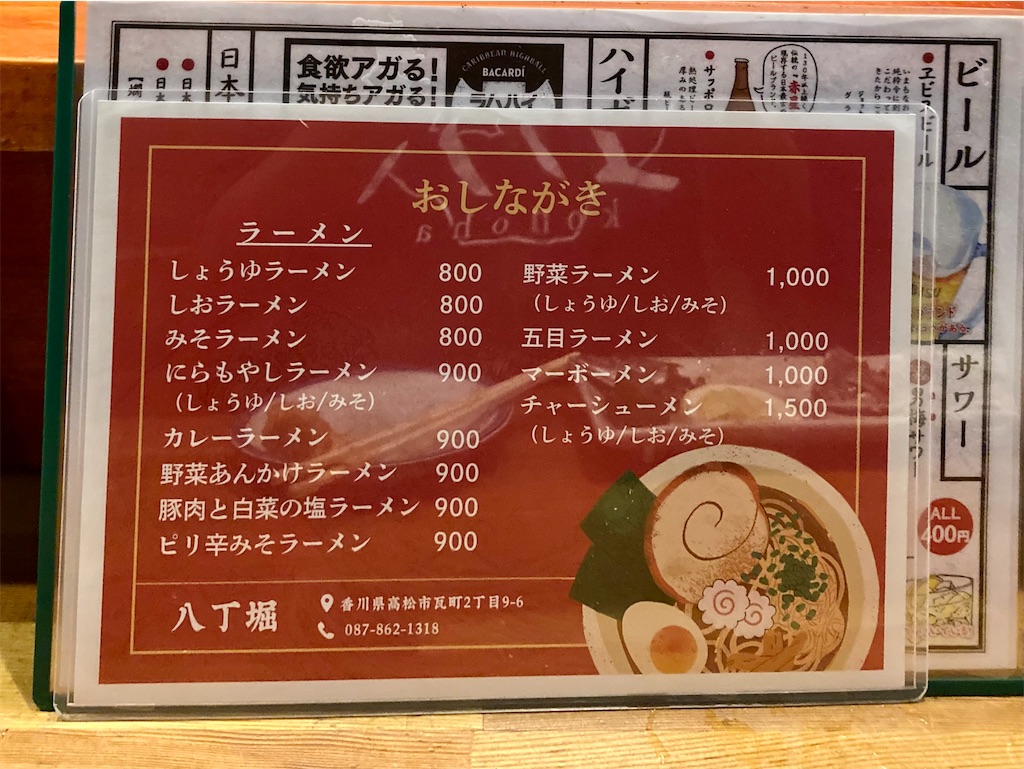 おしながき
ラーメン
しょうゆラーメン 800
しおラーメン 800
みそラーメン 800
にらもやしラーメン 900
(しょうゆ/しお/みそ)
カレーラーメン 900
野菜あんかけラーメン 900
豚肉と白菜の塩ラーメン 900
ピリ辛みそラーメン 900
野菜ラーメン 1,000
(しょうゆ/しお/みそ)
五目ラーメン 1,000
マーボーメン 1,000
チャーシューメン 1,500
(しょうゆ/しお/みそ)
八丁堀
香川県高松市瓦町2丁目9-6
087-862-1318
日本
食欲アガる!
気持ちアガる!
CARIBBEAN HIGHBALL
BACARDÍ
ラムハイ
ビール
サワー
ALL
400円
konoha